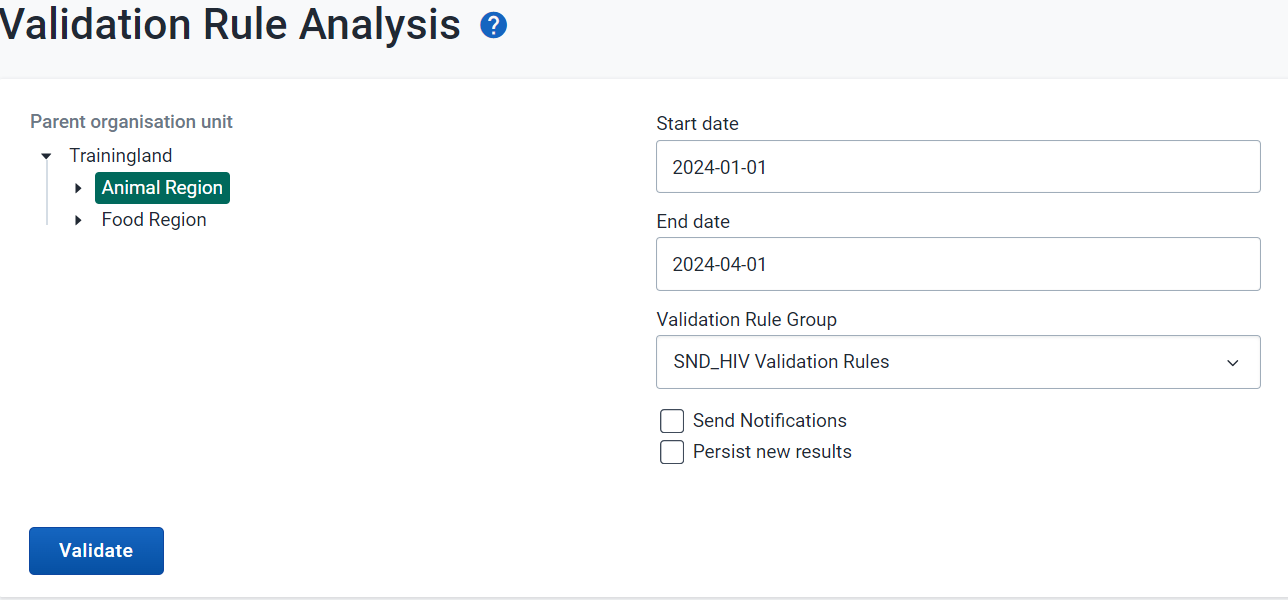 Validation Rule Analysis ?
Parent organisation unit
Trainingland
Animal Region
Food Region
Start date
2024-01-01
End date
2024-04-01
Validation Rule Group
SND_HIV Validation Rules
Send Notifications
Persist new results
Validate